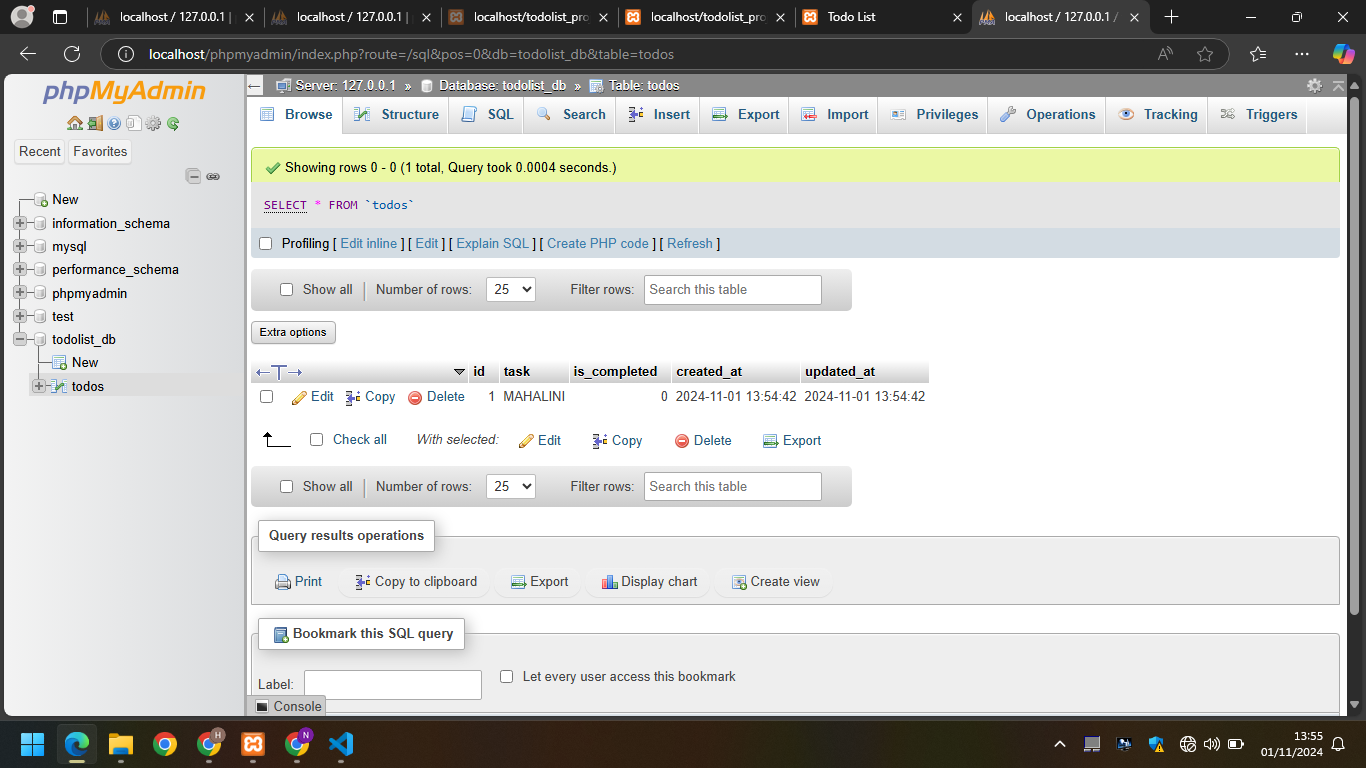 localhost / 127.0.0.1 |
localhost / 127.0.0.1 |
localhost/todolist_pro
localhost/todolist_pro
Todo List
localhost / 127.0.0.1 /
localhost/phpmyadmin/index.php?route=/sql&pos=0&db=todolist_db&table=todos
phpMyAdmin
Recent Favorites
New
information_schema
mysql
performance_schema
phpmyadmin
test
todolist_db
New
todos
Server: 127.0.0.1 » Database: todolist_db » Table: todos
Browse Structure SQL Search Insert Export Import Privileges Operations Tracking Triggers
Showing rows 0 - 0 (1 total, Query took 0.0004 seconds.)
SELECT * FROM `todos`
Profiling [ Edit inline ] [ Edit ] [ Explain SQL ] [ Create PHP code ] [ Refresh ]
Show all | Number of rows: 25 Filter rows: Search this table
Extra options
←T→ id task is_completed created_at updated_at
Edit Copy Delete 1 MAHALINI 0 2024-11-01 13:54:42 2024-11-01 13:54:42
Check all With selected: Edit Copy Delete Export
Show all | Number of rows: 25 Filter rows: Search this table
Query results operations
Print Copy to clipboard Export Display chart Create view
Bookmark this SQL query
Label: Let every user access this bookmark
Console
H
N
13:55
01/11/2024